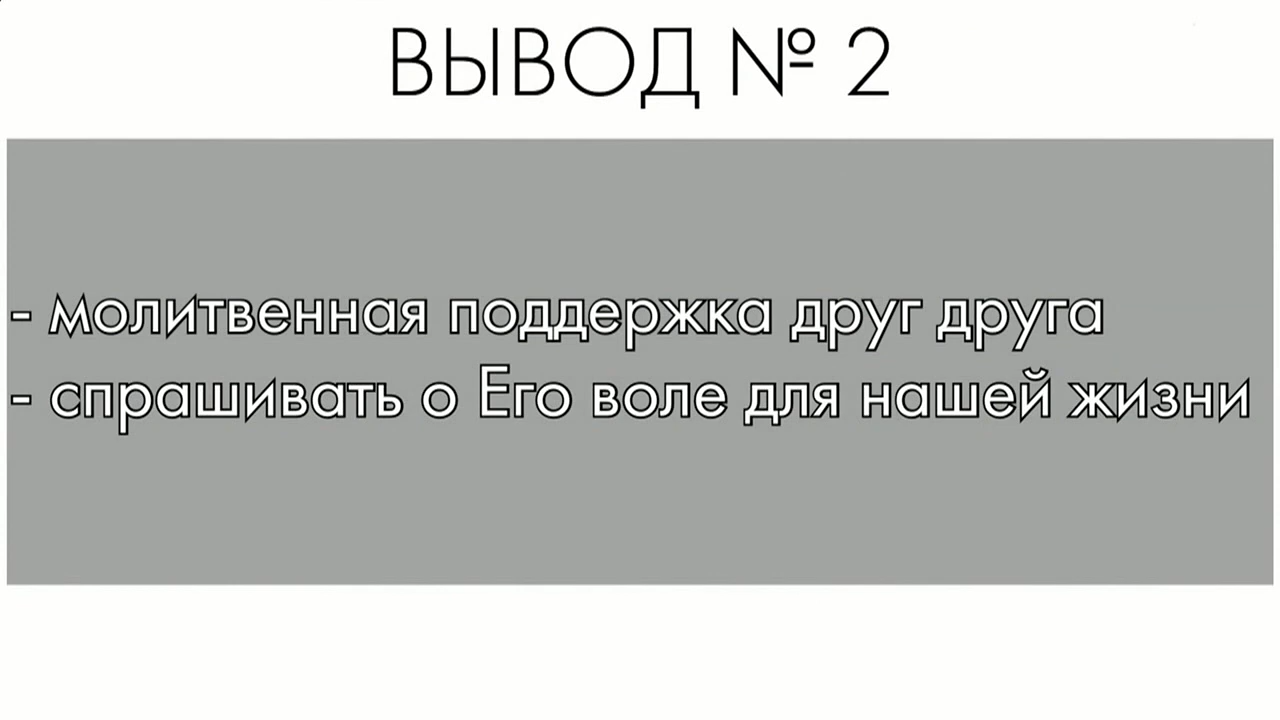 ВЫВОД № 2
- молитвенная поддержка друг друга
- спрашивать о Его воле для нашей жизни